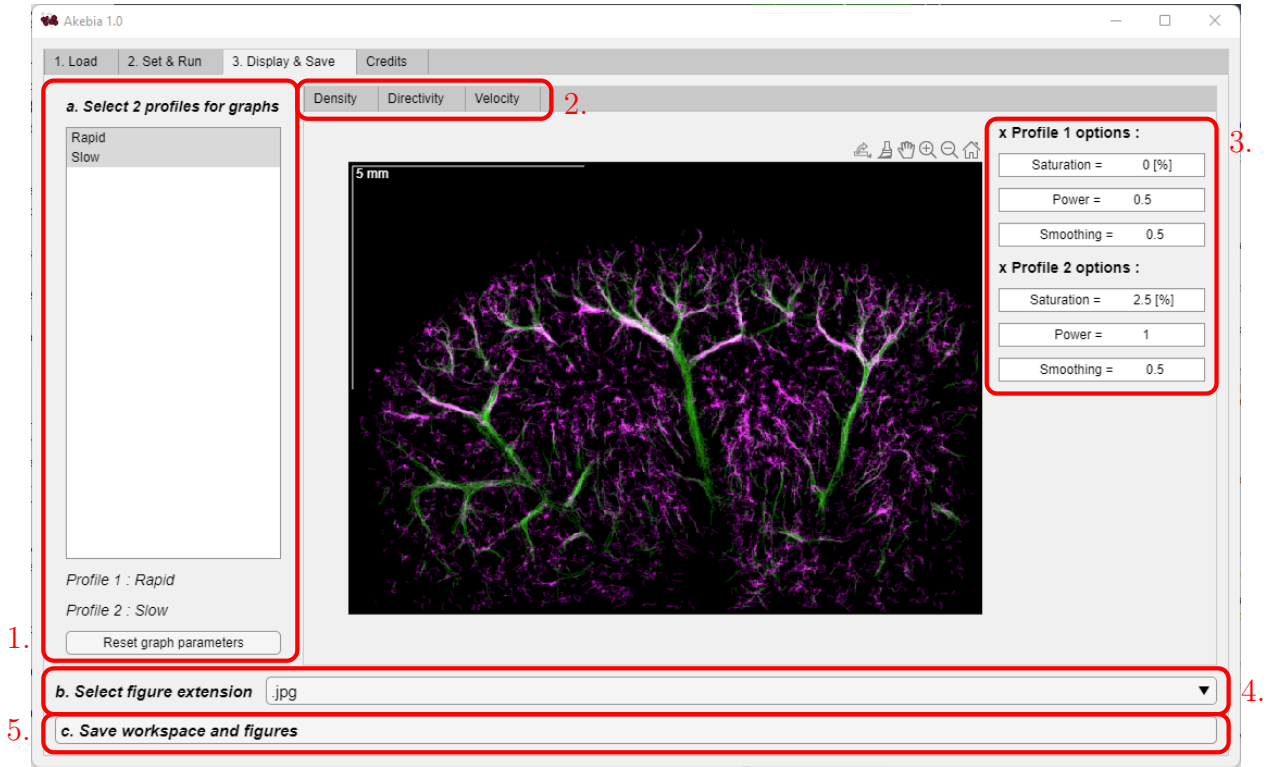 Akebia 1.0
1. Load 2. Set & Run 3. Display & Save Credits
a. Select 2 profiles for graphs
Rapid
Slow
Profile 1 : Rapid
Profile 2 : Slow
Reset graph parameters
1.
Density Directivity Velocity
2.
5 mm
x Profile 1 options :
Saturation = 0 [%]
Power = 0.5
Smoothing = 0.5
x Profile 2 options :
Saturation = 2.5 [%]
Power = 1
Smoothing = 0.5
3.
b. Select figure extension .jpg
4.
5.
c. Save workspace and figures